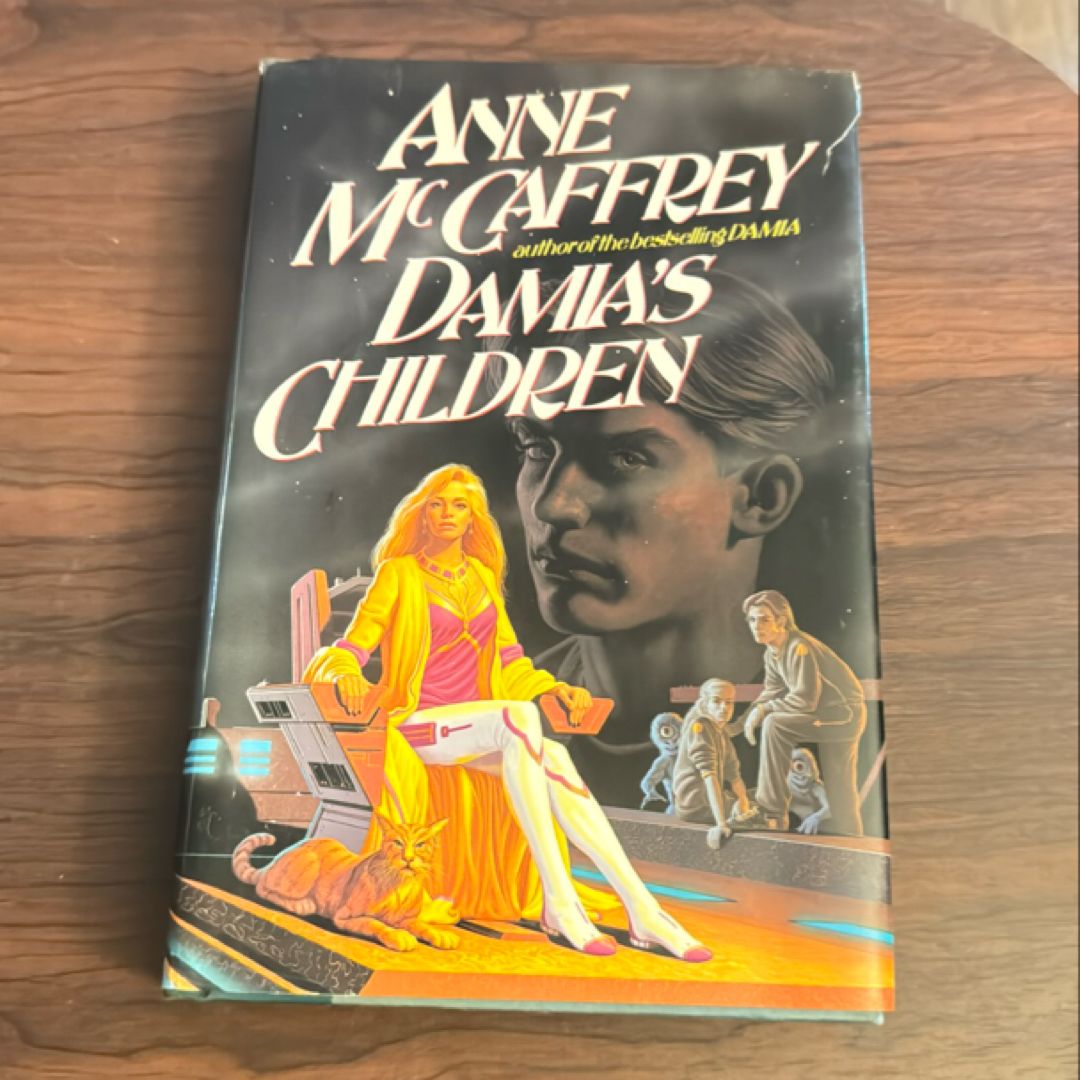 ANNE
McCAFFREY
author of the bestselling DAMIA
DAMIA'S
CHILDREN